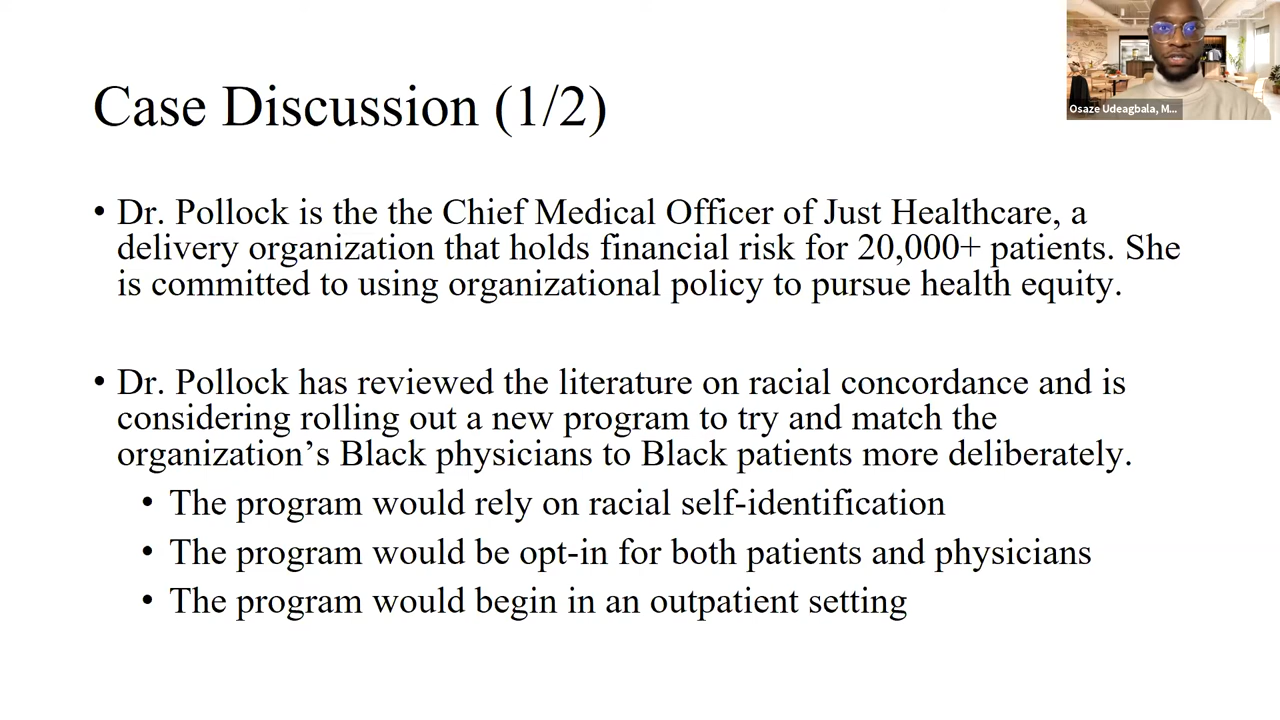 Osaze Udeagbala, M...
Case Discussion (1/2)
• Dr. Pollock is the the Chief Medical Officer of Just Healthcare, a
delivery organization that holds financial risk for 20,000+ patients. She
is committed to using organizational policy to pursue health equity.
• Dr. Pollock has reviewed the literature on racial concordance and is
considering rolling out a new program to try and match the
organization’s Black physicians to Black patients more deliberately.
• The program would rely on racial self-identification
• The program would be opt-in for both patients and physicians
• The program would begin in an outpatient setting